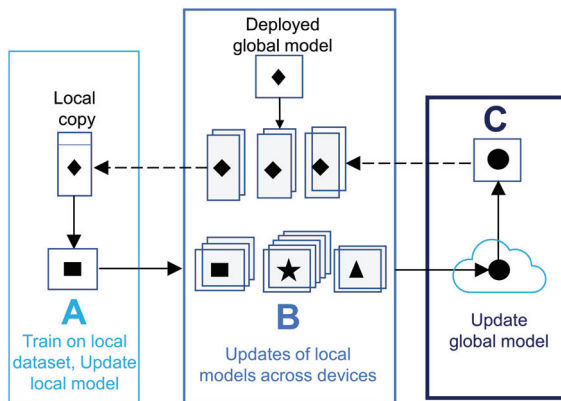 Deployed
global model
Local
copy
C
A
B
Train on local
dataset, Update
local model
Updates of local
models across devices
Update
global model